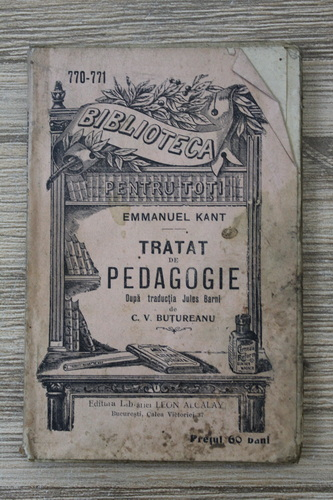 770-771
BIBLIOTECA
PENTRU TOȚI
EMMANUEL KANT
TRATAT
DE
PEDAGOGIE
După traducția Jules Barni
de
C. V. BUTUREANU
Editura Librăriei LEON ALCALAY
București, Calea Victoriei 37
Prețul 60 bani